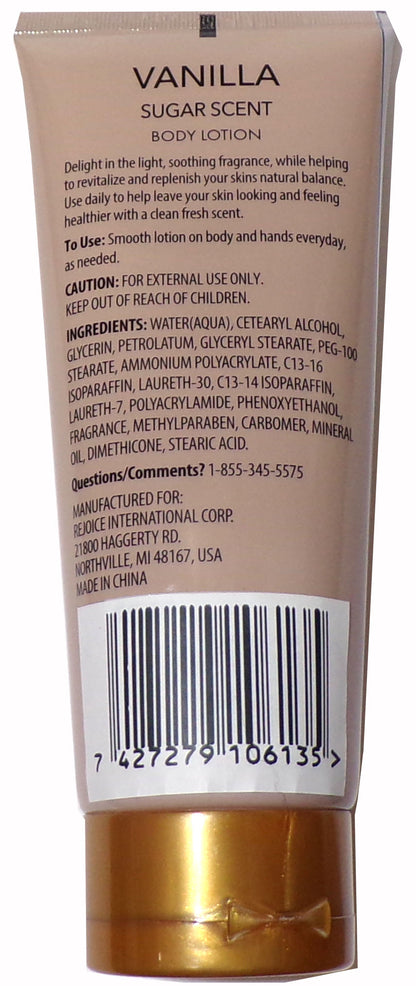 VANILLA
SUGAR SCENT
BODY LOTION
Delight in the light, soothing fragrance, while helping
to revitalize and replenish your skins natural balance.
Use daily to help leave your skin looking and feeling
healthier with a clean fresh scent.
To Use: Smooth lotion on body and hands everyday,
as needed.
CAUTION: FOR EXTERNAL USE ONLY.
KEEP OUT OF REACH OF CHILDREN.
INGREDIENTS: WATER(AQUA), CETEARYL ALCOHOL,
GLYCERIN, PETROLATUM, GLYCERYL STEARATE, PEG-100
STEARATE, AMMONIUM POLYACRYLATE, C13-16
ISOPARAFFIN, LAURETH-30, C13-14 ISOPARAFFIN,
LAURETH-7, POLYACRYLAMIDE, PHENOXYETHANOL,
FRAGRANCE, METHYLPARABEN, CARBOMER, MINERAL
OIL, DIMETHICONE, STEARIC ACID.
Questions/Comments? 1-855-345-5575
MANUFACTURED FOR:
REJOICE INTERNATIONAL CORP.
21800 HAGGERTY RD.
NORTHVILLE, MI 48167, USA
MADE IN CHINA
7 427279 106135 >